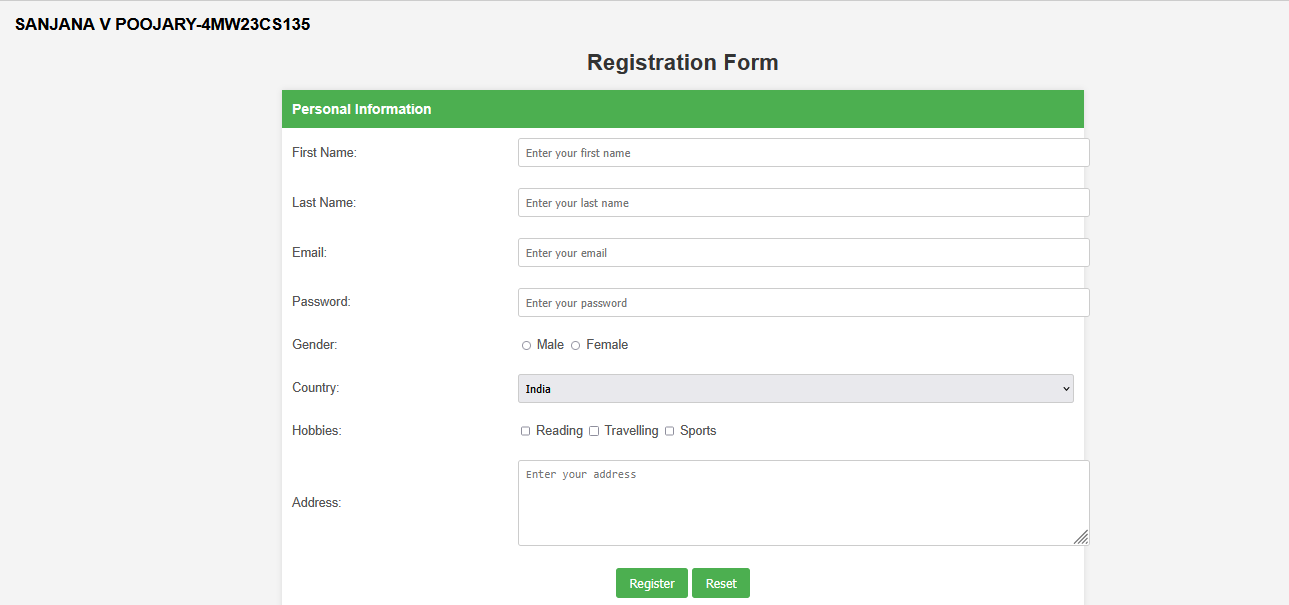 SANJANA V POOJARY-4MW23CS135
Registration Form
Personal Information
First Name: Enter your first name
Last Name: Enter your last name
Email: Enter your email
Password: Enter your password
Gender: Male Female
Country: India
Hobbies: Reading Travelling Sports
Address: Enter your address
Register Reset